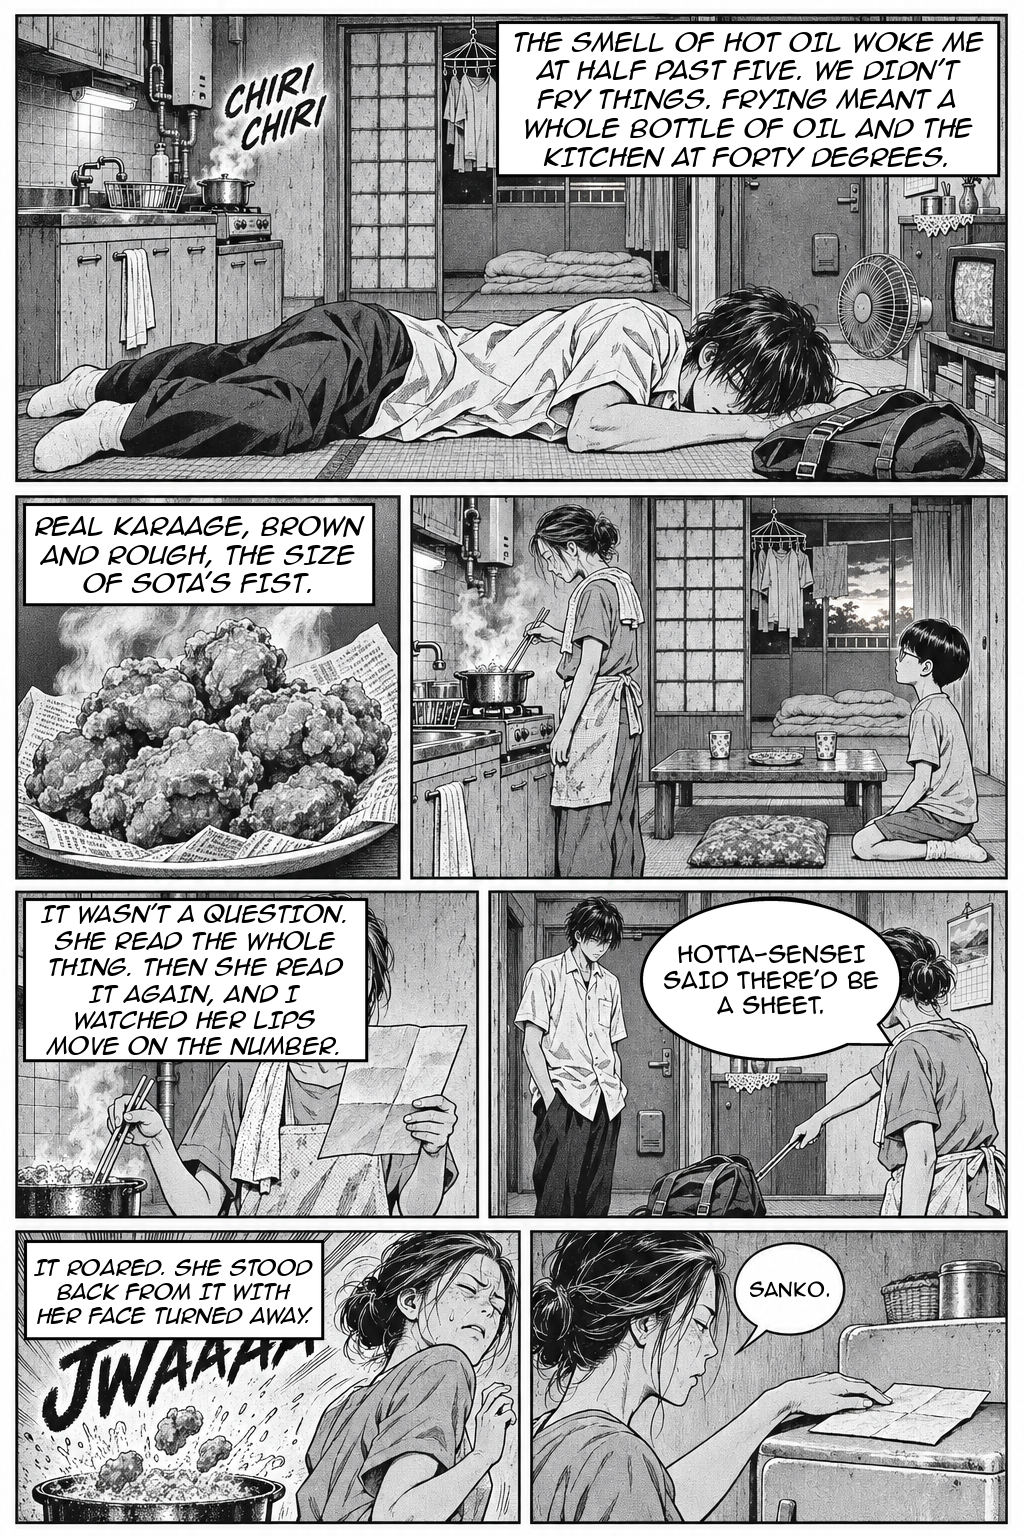 THE SMELL OF HOT OIL WOKE ME
AT HALF PAST FIVE. WE DIDN'T
FRY THINGS. FRYING MEANT A
WHOLE BOTTLE OF OIL AND THE
KITCHEN AT FORTY DEGREES.
CHIRI
CHIRI
REAL KARAAGE, BROWN
AND ROUGH, THE SIZE
OF SOTA'S FIST.
IT WASN'T A QUESTION.
SHE READ THE WHOLE
THING. THEN SHE READ
IT AGAIN, AND I
WATCHED HER LIPS
MOVE ON THE NUMBER.
HOTTA-SENSEI
SAID THERE'D BE
A SHEET.
IT ROARED. SHE STOOD
BACK FROM IT WITH
HER FACE TURNED AWAY.
JWAAAA
SANKO.